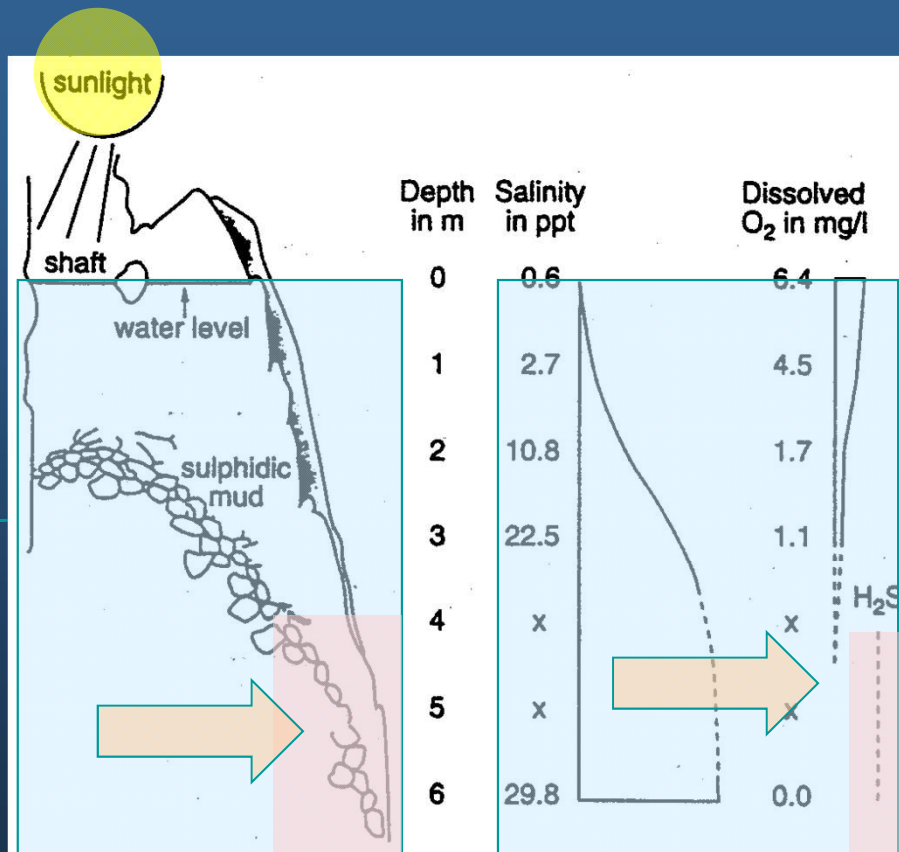 sunlight
shaft
water level
sulphidic
mud
Depth
in m
0
1
2
3
4
5
6
Salinity
in ppt
0.6
2.7
10.8
22.5
x
x
29.8
Dissolved
O₂ in mg/l
6.4
4.5
1.7
1.1
x
x
0.0
H₂S